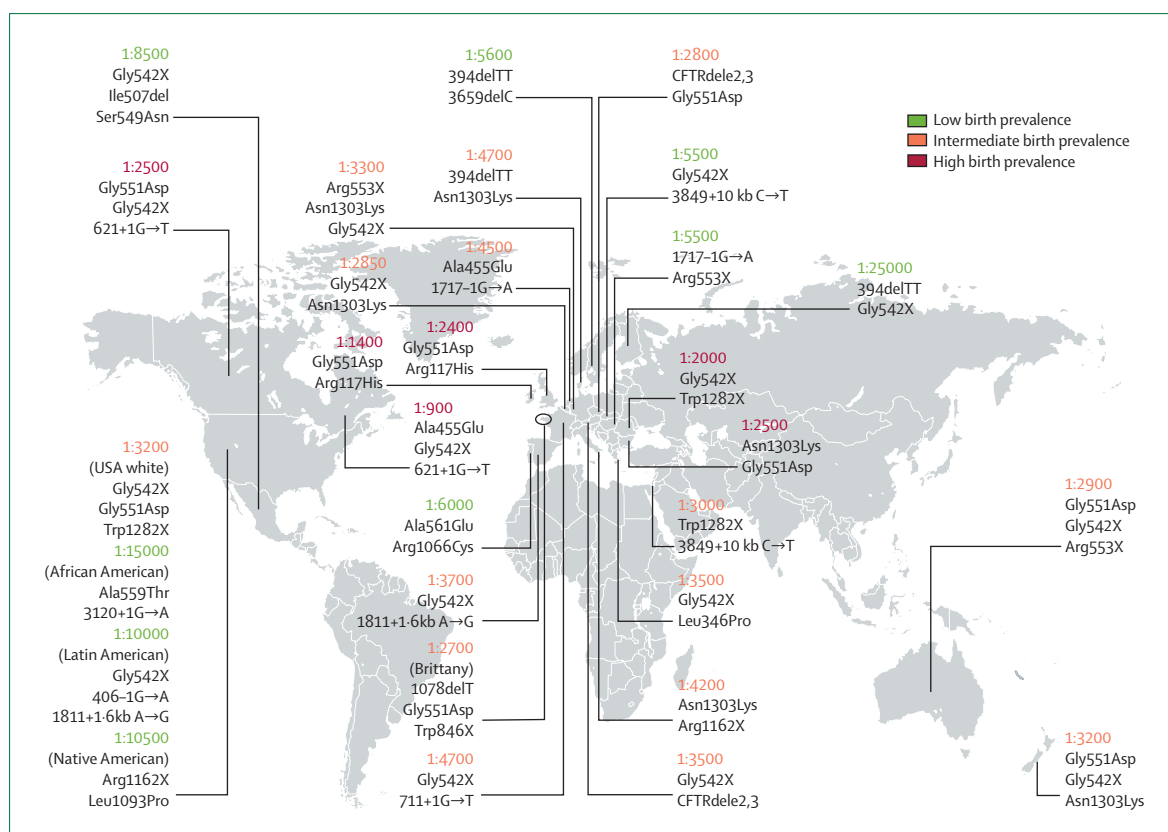 1:8500
Gly542X
Ile507del
Ser549Asn
1:5600
394delTT
3659delC
1:2800
CFTRdele2,3
Gly551Asp
Low birth prevalence
Intermediate birth prevalence
High birth prevalence
1:2500
Gly551Asp
Gly542X
621+1G→T
1:3300
Arg553X
Asn1303Lys
Gly542X
1:4700
394delTT
Asn1303Lys
1:5500
Gly542X
3849+10 kb C→T
1:2850
Gly542X
Asn1303Lys
1:4500
Ala455Glu
1717–1G→A
1:5500
1717–1G→A
Arg553X
1:25000
394delTT
Gly542X
1:1400
Gly551Asp
Arg117His
1:2400
Gly551Asp
Arg117His
1:2000
Gly542X
Trp1282X
1:900
Ala455Glu
Gly542X
621+1G→T
1:2500
Asn1303Lys
Gly551Asp
1:3200
(USA white)
Gly542X
Gly551Asp
Trp1282X
1:15000
(African American)
Ala559Thr
3120+1G→A
1:10000
(Latin American)
Gly542X
406–1G→A
1811+1·6kb A→G
1:10500
(Native American)
Arg1162X
Leu1093Pro
1:6000
Ala561Glu
Arg1066Cys
1:3000
Trp1282X
3849+10 kb C→T
1:2900
Gly551Asp
Gly542X
Arg553X
1:3700
Gly542X
1811+1·6kb A→G
1:3500
Gly542X
Leu346Pro
1:2700
(Brittany)
1078delT
Gly551Asp
Trp846X
1:4200
Asn1303Lys
Arg1162X
1:4700
Gly542X
711+1G→T
1:3500
Gly542X
CFTRdele2,3
1:3200
Gly551Asp
Gly542X
Asn1303Lys